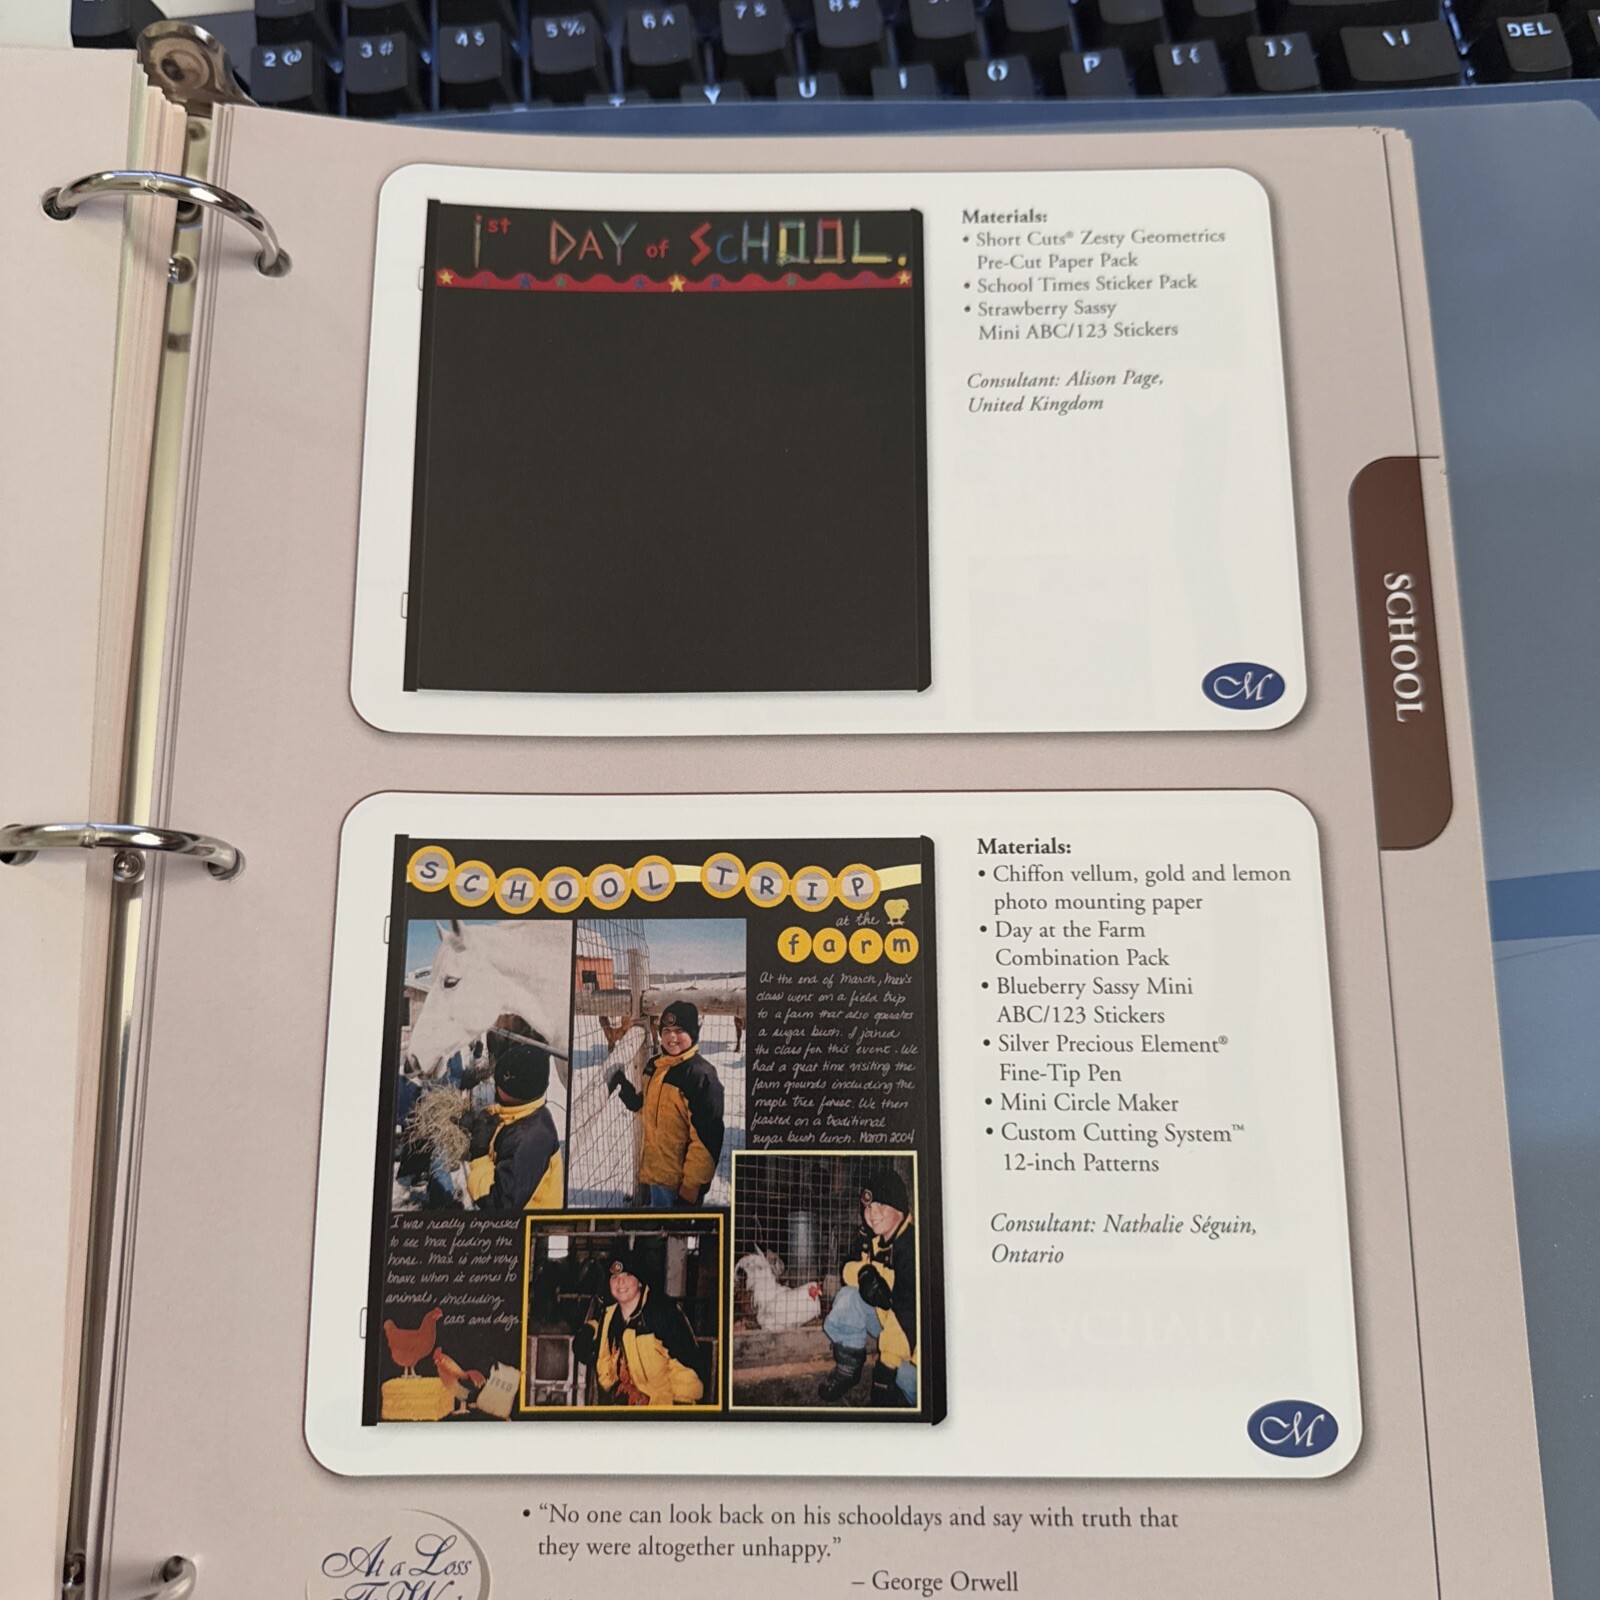 2 @ 3 # 4 $ 5 % 6 ^ 7 & 8 *
U I O P [ { ] } \ | DEL
1st DAY of SCHOOL.
Materials:
• Short Cuts® Zesty Geometrics
Pre-Cut Paper Pack
• School Times Sticker Pack
• Strawberry Sassy
Mini ABC/123 Stickers
Consultant: Alison Page,
United Kingdom
M
SCHOOL
SCHOOL TRIP
at the
farm
At the end of March, Max's
class went on a field trip
to a farm that also operates
a sugar bush. I joined
the class for this event. We
had a great time visiting the
farm grounds including the
maple tree forest. We then
feasted on a traditional
sugar bush lunch. March 2004
I was really impressed
to see Max feeding the
horse. Max is not very
brave when it comes to
animals, including
cats and dogs.
FEED
Materials:
• Chiffon vellum, gold and lemon
photo mounting paper
• Day at the Farm
Combination Pack
• Blueberry Sassy Mini
ABC/123 Stickers
• Silver Precious Element®
Fine-Tip Pen
• Mini Circle Maker
• Custom Cutting System™
12-inch Patterns
Consultant: Nathalie Séguin,
Ontario
M
At a Loss
• “No one can look back on his schooldays and say with truth that
they were altogether unhappy.”
– George Orwell